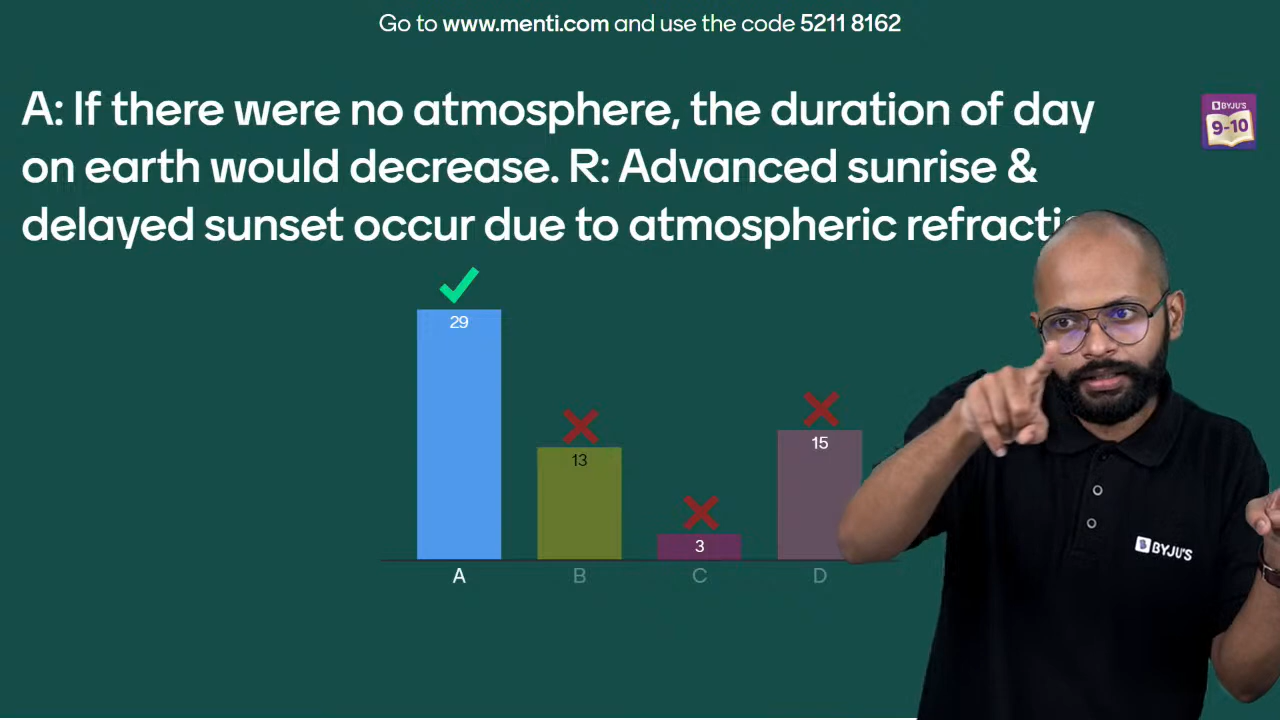 Go to www.menti.com and use the code 5211 8162
A: If there were no atmosphere, the duration of day
on earth would decrease. R: Advanced sunrise &
delayed sunset occur due to atmospheric
BYJU'S
9-10
29
13
3
15
A
B
C
D
BYJU'S